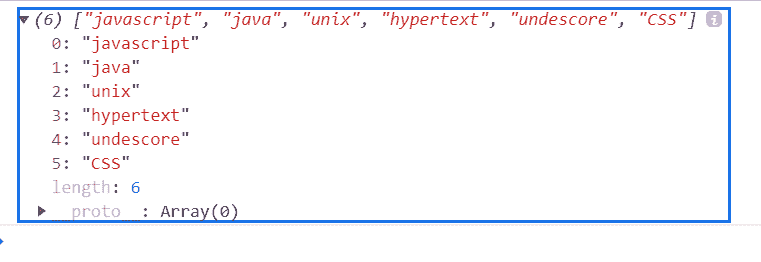 (6) ["javascript", "java", "unix", "hypertext", "undescore", "CSS"] i
0: "javascript"
1: "java"
2: "unix"
3: "hypertext"
4: "undescore"
5: "CSS"
length: 6
__proto__: Array(0)